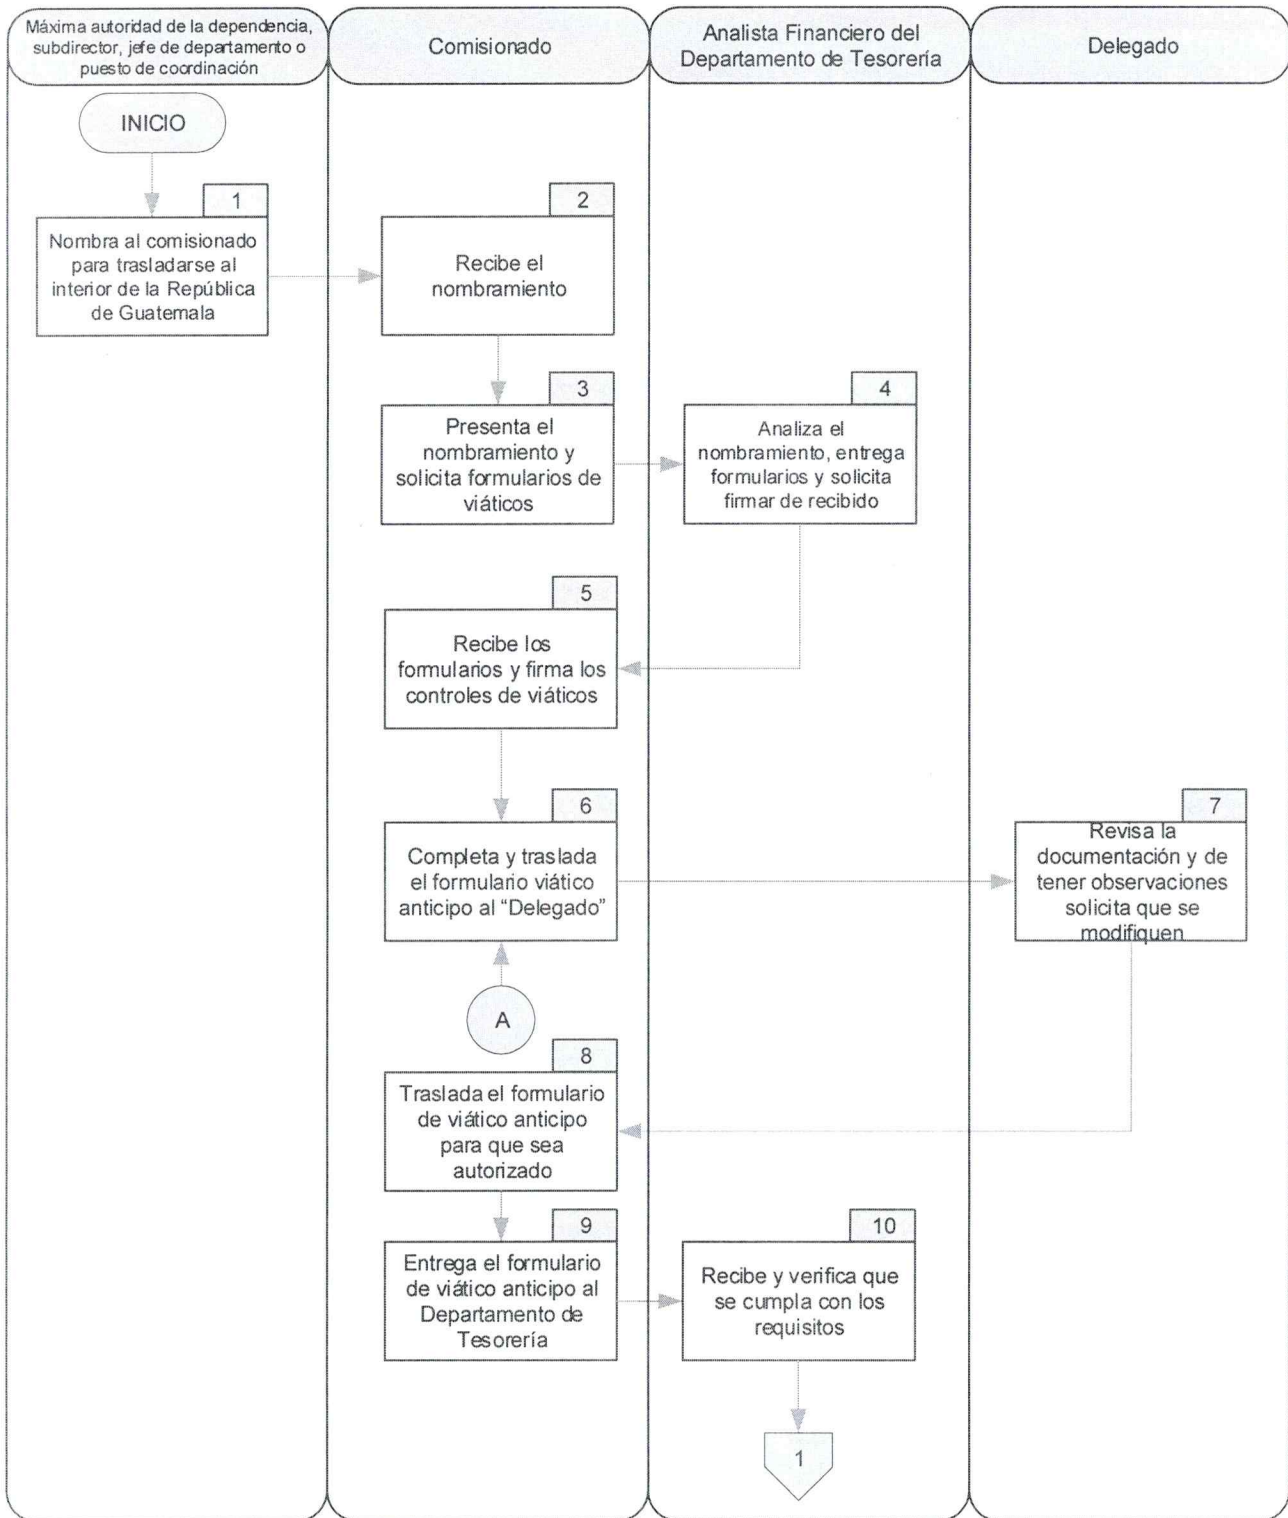 Máxima autoridad de la dependencia,
subdirector, jefe de departamento o
puesto de coordinación
Comisionado
Analista Financiero del
Departamento de Tesorería
Delegado
INICIO
1
Nombra al comisionado
para trasladarse al
interior de la República
de Guatemala
2
Recibe el
nombramiento
3
Presenta el
nombramiento y
solicita formularios de
viáticos
4
Analiza el
nombramiento, entrega
formularios y solicita
firmar de recibido
5
Recibe los
formularios y firma los
controles de viáticos
6
Completa y traslada
el formulario viático
anticipo al “Delegado”
7
Revisa la
documentación y de
tener observaciones
solicita que se
modifiquen
A
8
Traslada el formulario
de viático anticipo
para que sea
autorizado
9
Entrega el formulario
de viático anticipo al
Departamento de
Tesorería
10
Recibe y verifica que
se cumpla con los
requisitos
1